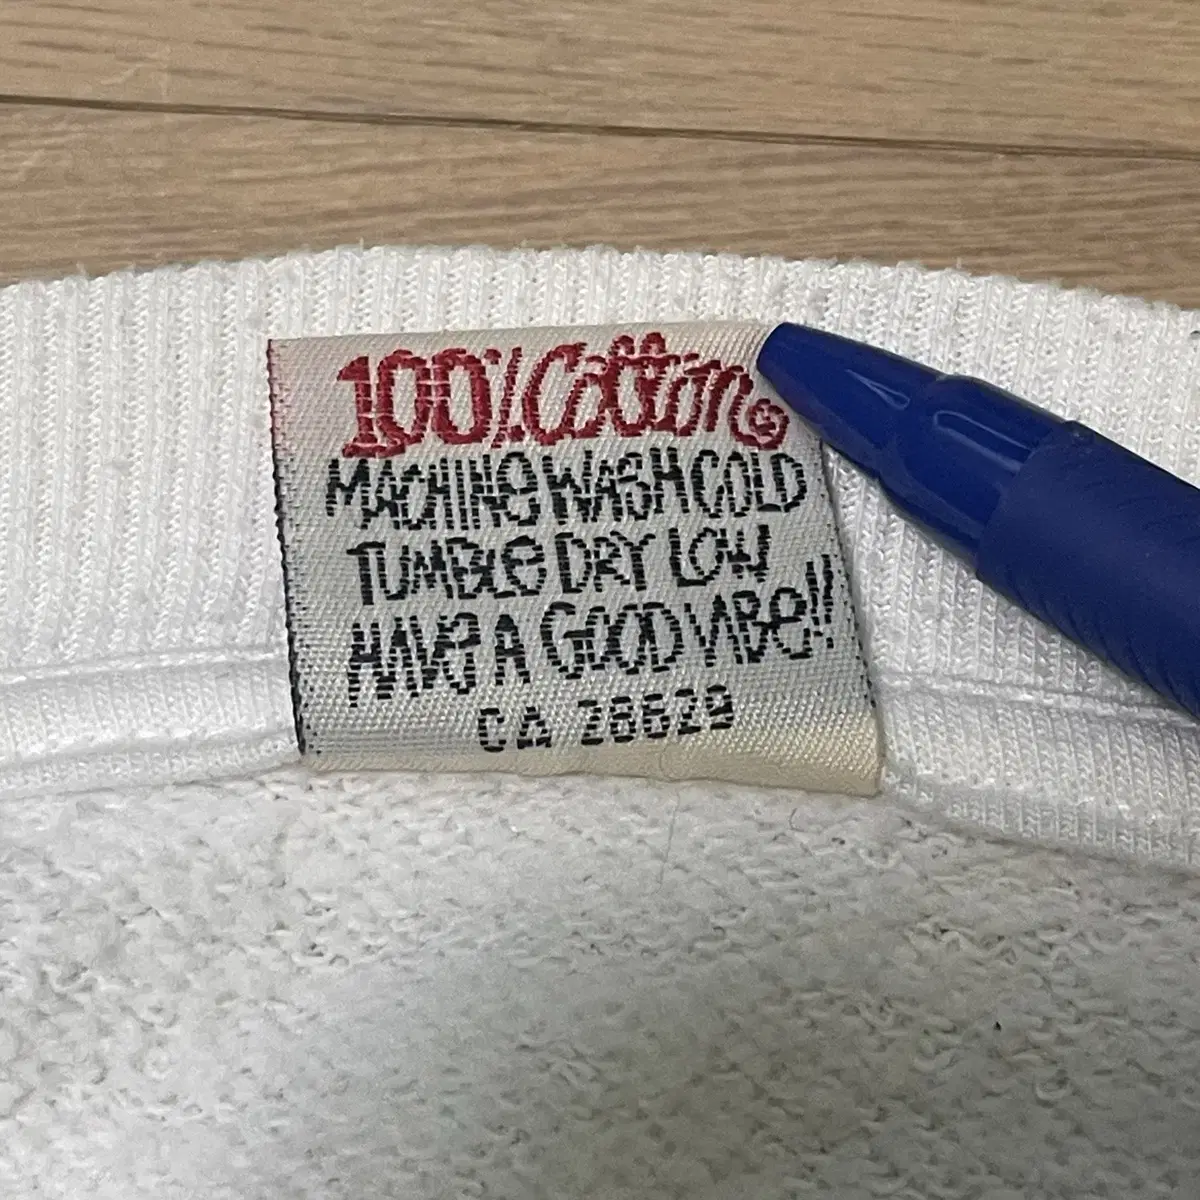 100% Cotton
MACHINE WASH COLD
TUMBLE DRY LOW
HAVE A GOOD VIBE!!
CA 28629